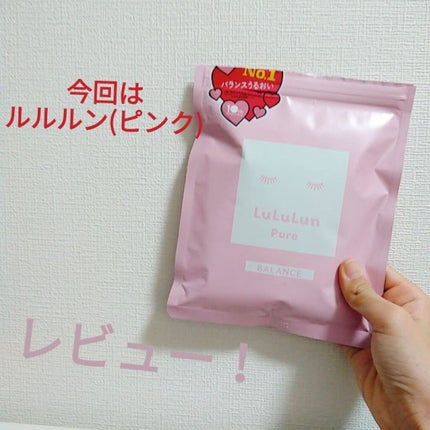 今回は
ルルルン(ピンク)
No.1
バランスうるおい
LuLuLun
Pure
BALANCE
レビュー！